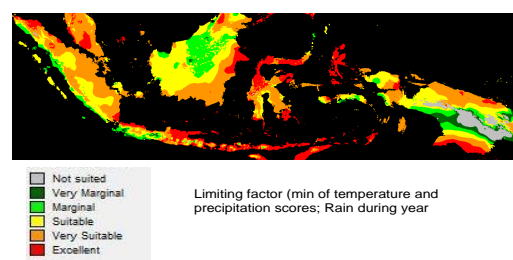 Not suited
Very Marginal
Marginal
Suitable
Very Suitable
Excellent
Limiting factor (min of temperature and
precipitation scores; Rain during year